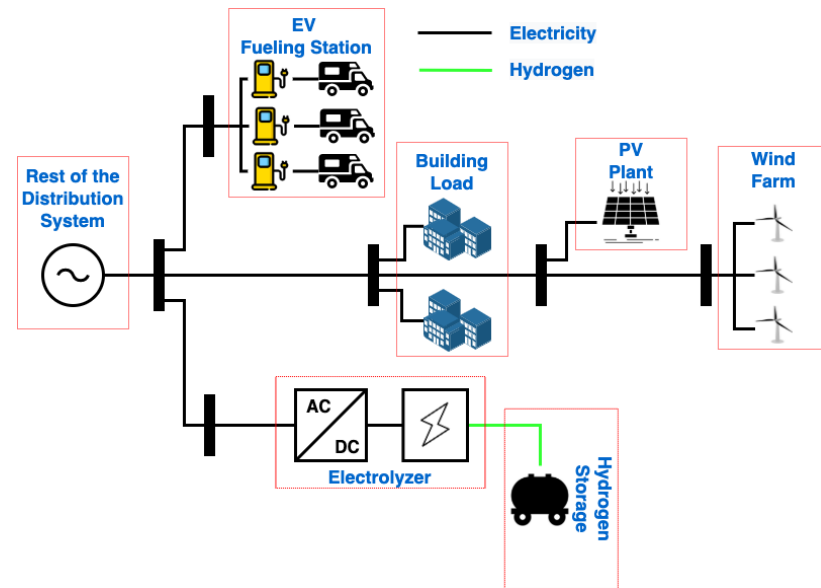 EV
Fueling Station
Electricity
Hydrogen
Rest of the
Distribution
System
Building
Load
PV
Plant
Wind
Farm
AC
DC
Electrolyzer
Hydrogen
Storage